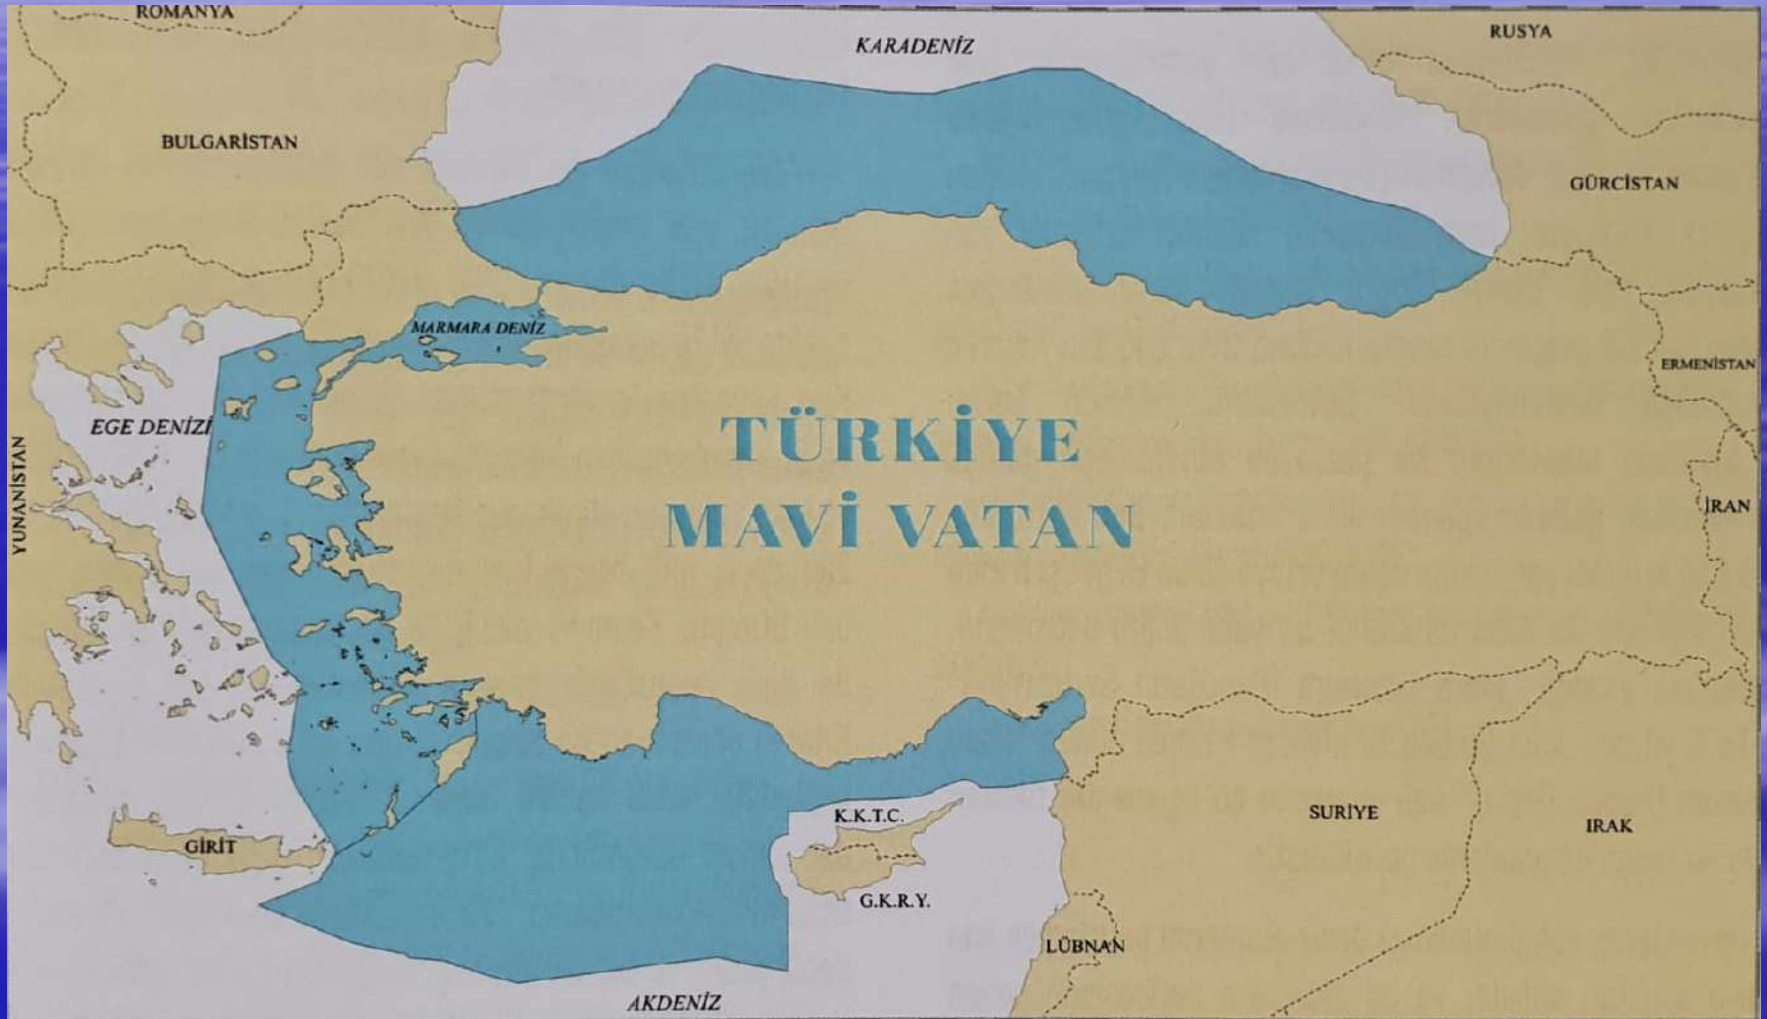 ROMANYA
KARADENİZ
RUSYA
BULGARİSTAN
GÜRCİSTAN
MARMARA DENİZ
ERMENİSTAN
EGE DENİZİ
YUNANİSTAN
TÜRKİYE
MAVİ VATAN
İRAN
K.K.T.C.
SURİYE
IRAK
GİRİT
G.K.R.Y.
LÜBNAN
AKDENİZ